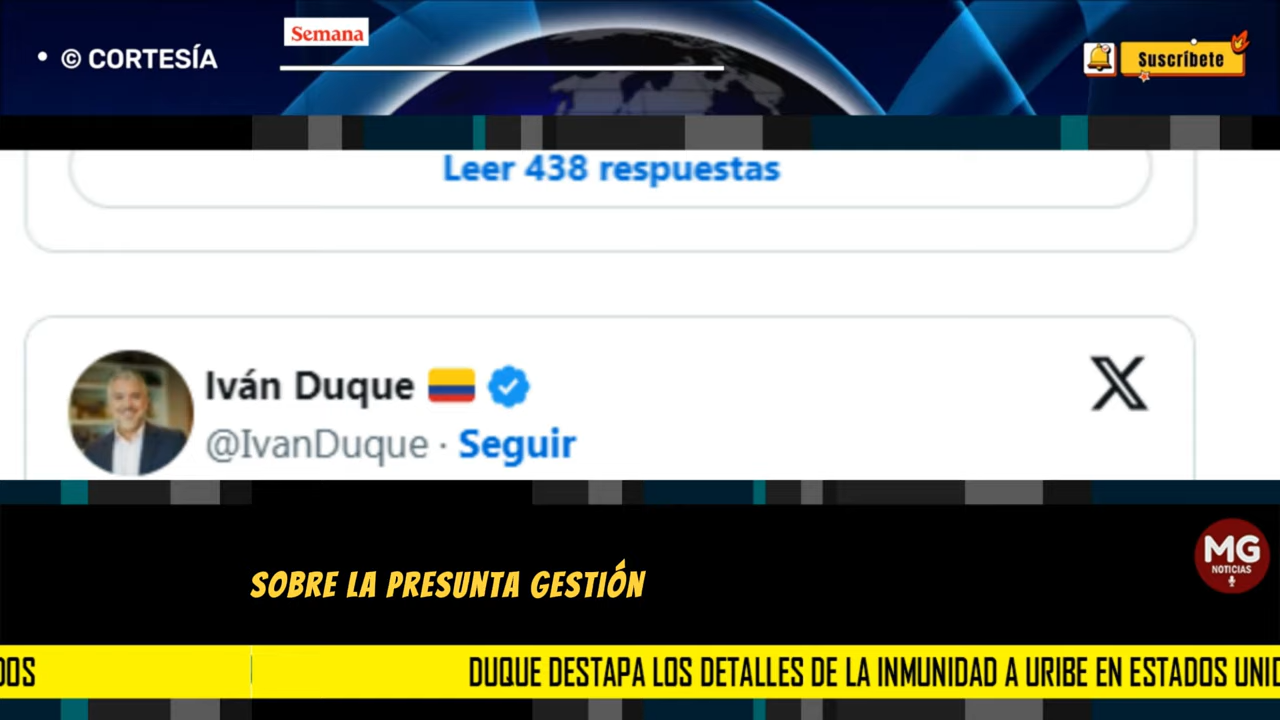 Semana
• © CORTESÍA
Suscríbete
Leer 438 respuestas
Iván Duque
@IvanDuque · Seguir
SOBRE LA PRESUNTA GESTIÓN
MG
NOTICIAS
DOS
DUQUE DESTAPA LOS DETALLES DE LA INMUNIDAD A URIBE EN ESTADOS UNID